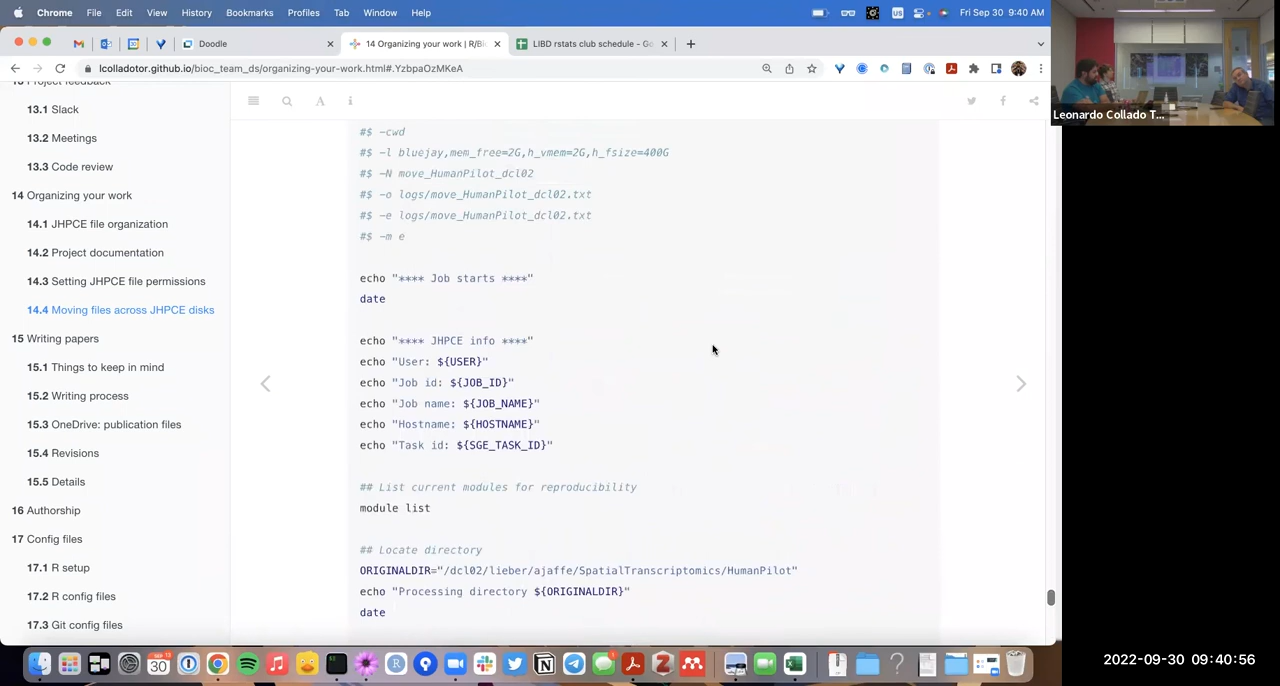 Chrome File Edit View History Bookmarks Profiles Tab Window Help
US
Fri Sep 30 9:40 AM
Doodle
14 Organizing your work | R/Bi
LIBD rstats club schedule - Go
lcolladotor.github.io/bioc_team_ds/organizing-your-work.html#.YzbpaOzMKeA
Leonardo Collado T...
13 Project feedback
13.1 Slack
13.2 Meetings
13.3 Code review
14 Organizing your work
14.1 JHPCE file organization
14.2 Project documentation
14.3 Setting JHPCE file permissions
14.4 Moving files across JHPCE disks
15 Writing papers
15.1 Things to keep in mind
15.2 Writing process
15.3 OneDrive: publication files
15.4 Revisions
15.5 Details
16 Authorship
17 Config files
17.1 R setup
17.2 R config files
17.3 Git config files
A
i
#$ -cwd
#$ -l bluejay,mem_free=2G,h_vmem=2G,h_fsize=400G
#$ -N move_HumanPilot_dcl02
#$ -o logs/move_HumanPilot_dcl02.txt
#$ -e logs/move_HumanPilot_dcl02.txt
#$ -m e
echo "**** Job starts ****"
date
echo "**** JHPCE info ****"
echo "User: ${USER}"
echo "Job id: ${JOB_ID}"
echo "Job name: ${JOB_NAME}"
echo "Hostname: ${HOSTNAME}"
echo "Task id: ${SGE_TASK_ID}"
## List current modules for reproducibility
module list
## Locate directory
ORIGINALDIR="/dcl02/lieber/ajaffe/SpatialTranscriptomics/HumanPilot"
echo "Processing directory ${ORIGINALDIR}"
date
SEP
30
2022-09-30 09:40:56